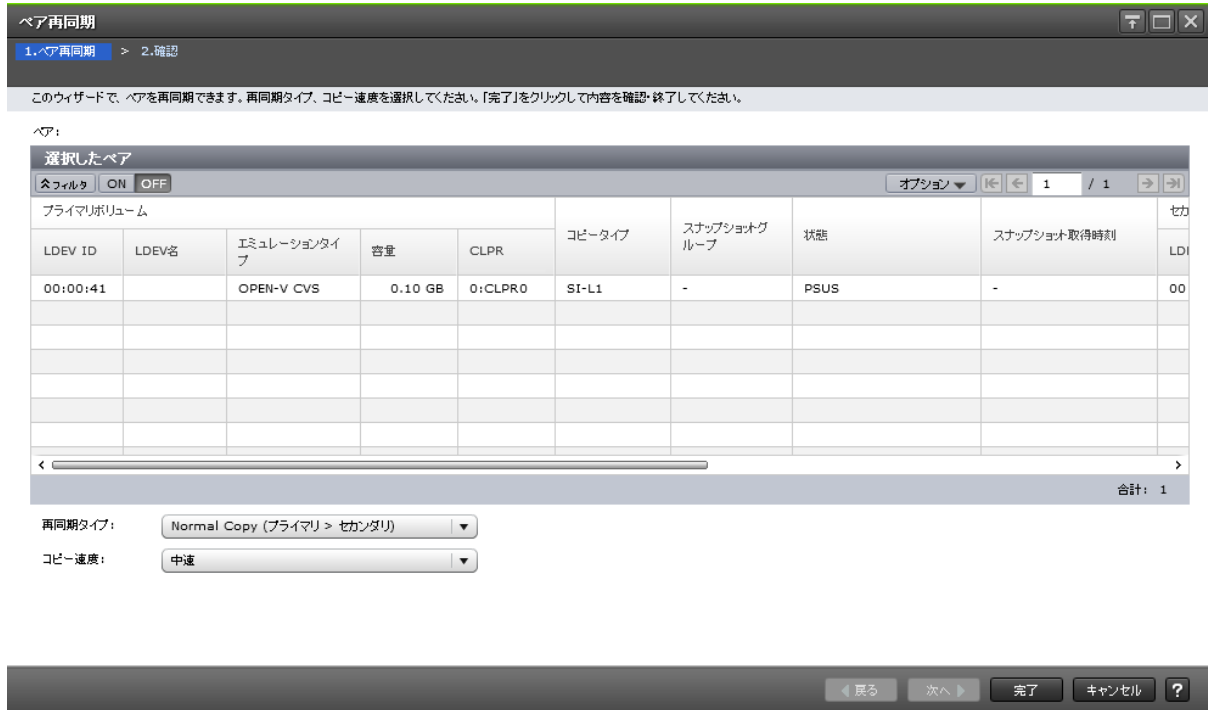 ペア再同期
1.ペア再同期 > 2.確認
このウィザードで、ペアを再同期できます。再同期タイプ、コピー速度を選択してください。「完了」をクリックして内容を確認・終了してください。
ペア:
選択したペア
フィルタ ON OFF オプション 1 / 1
プライマリボリューム コピータイプ スナップショットグループ 状態 スナップショット取得時刻 セカ
LDEV ID LDEV名 エミュレーションタイプ 容量 CLPR LDE
00:00:41 OPEN-V CVS 0.10 GB 0:CLPR0 SI-L1 - PSUS - 00
合計: 1
再同期タイプ: Normal Copy (プライマリ > セカンダリ)
コピー速度: 中速
戻る 次へ 完了 キャンセル ?